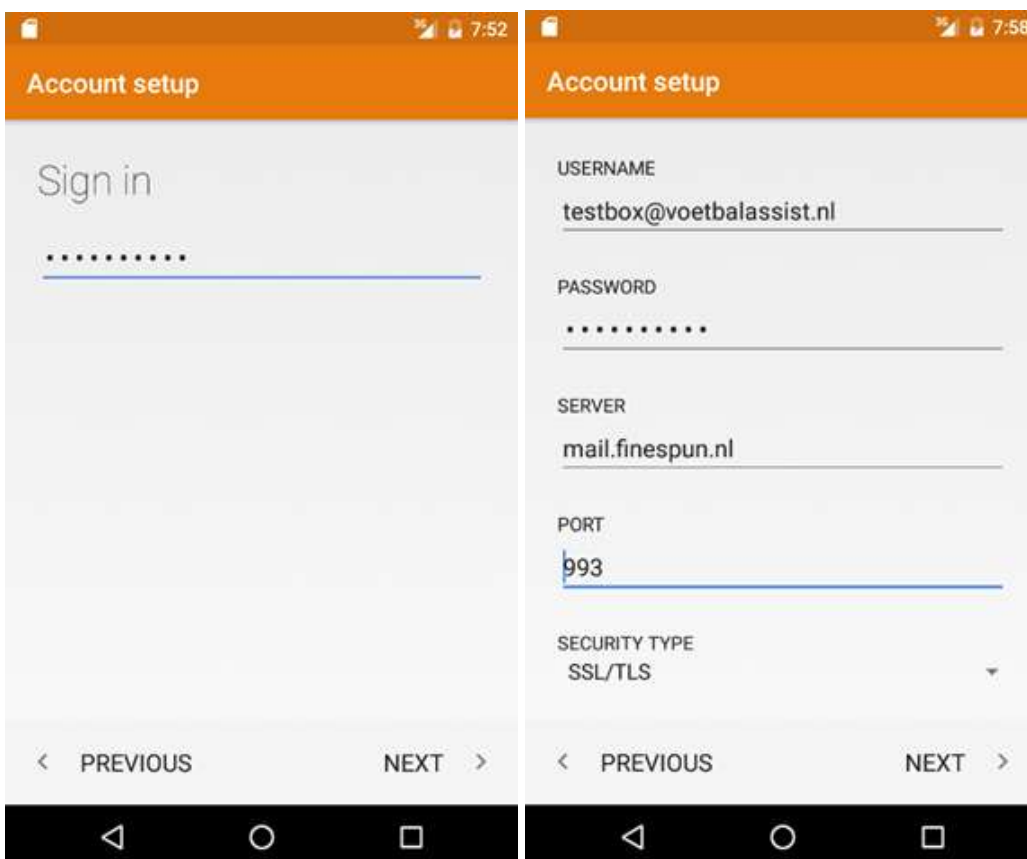 7:52
Account setup
Sign in
••••••••••
PREVIOUS
NEXT
7:58
Account setup
USERNAME
testbox@voetbalassist.nl
PASSWORD
••••••••••
SERVER
mail.finespun.nl
PORT
993
SECURITY TYPE
SSL/TLS
PREVIOUS
NEXT